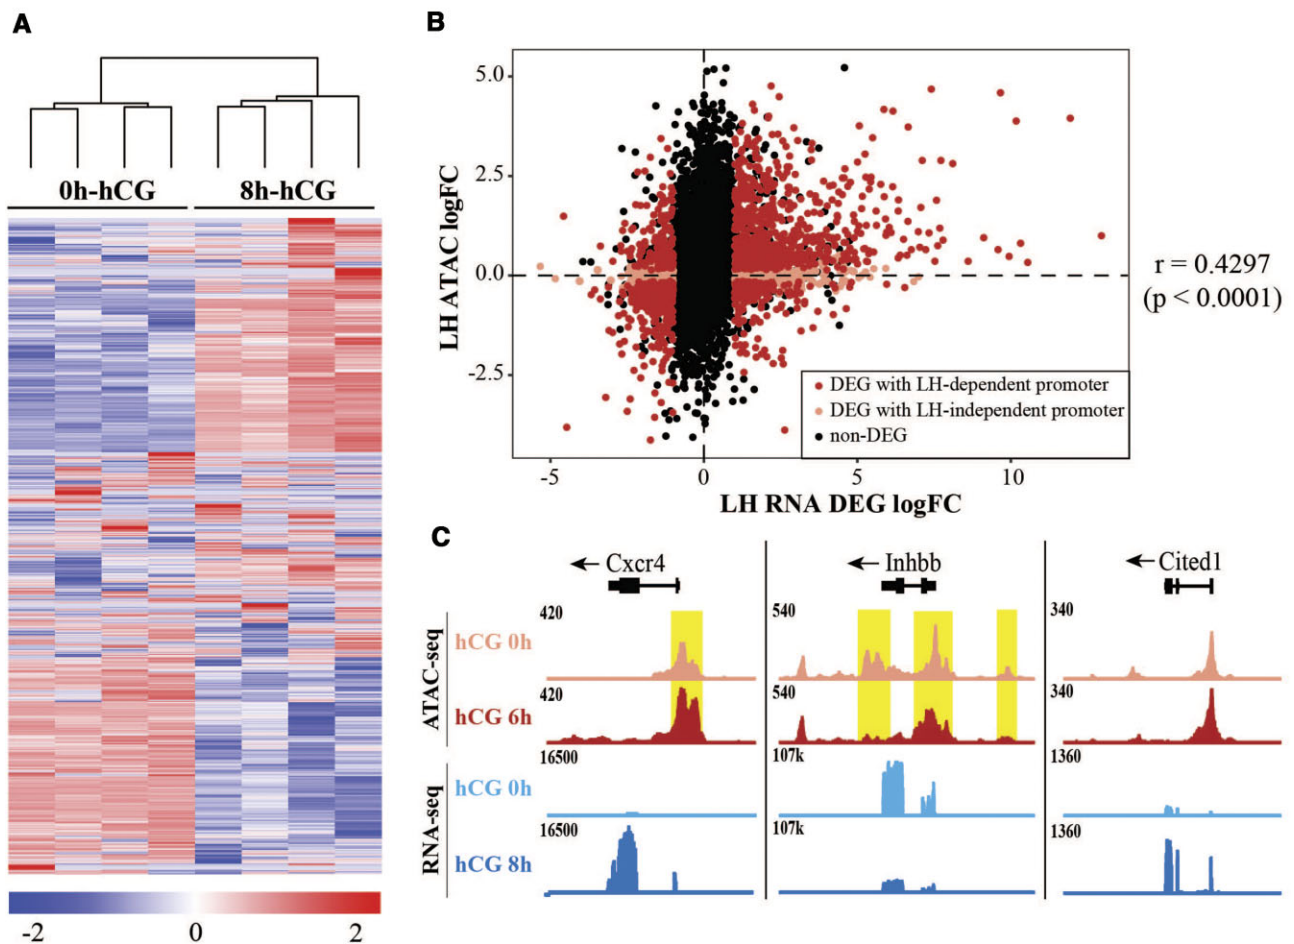 A
0h-hCG 8h-hCG
-2 0 2
B
5.0
2.5
0.0
-2.5
LH ATAC logFC
-5 0 5 10
LH RNA DEG logFC
DEG with LH-dependent promoter
DEG with LH-independent promoter
non-DEG
r = 0.4297
(p < 0.0001)
C
← Cxcr4 ← Inhbb ← Cited1
ATAC-seq
420 540 340
hCG 0h
420 540 340
hCG 6h
RNA-seq
16500 107k 1360
hCG 0h
16500 107k 1360
hCG 8h